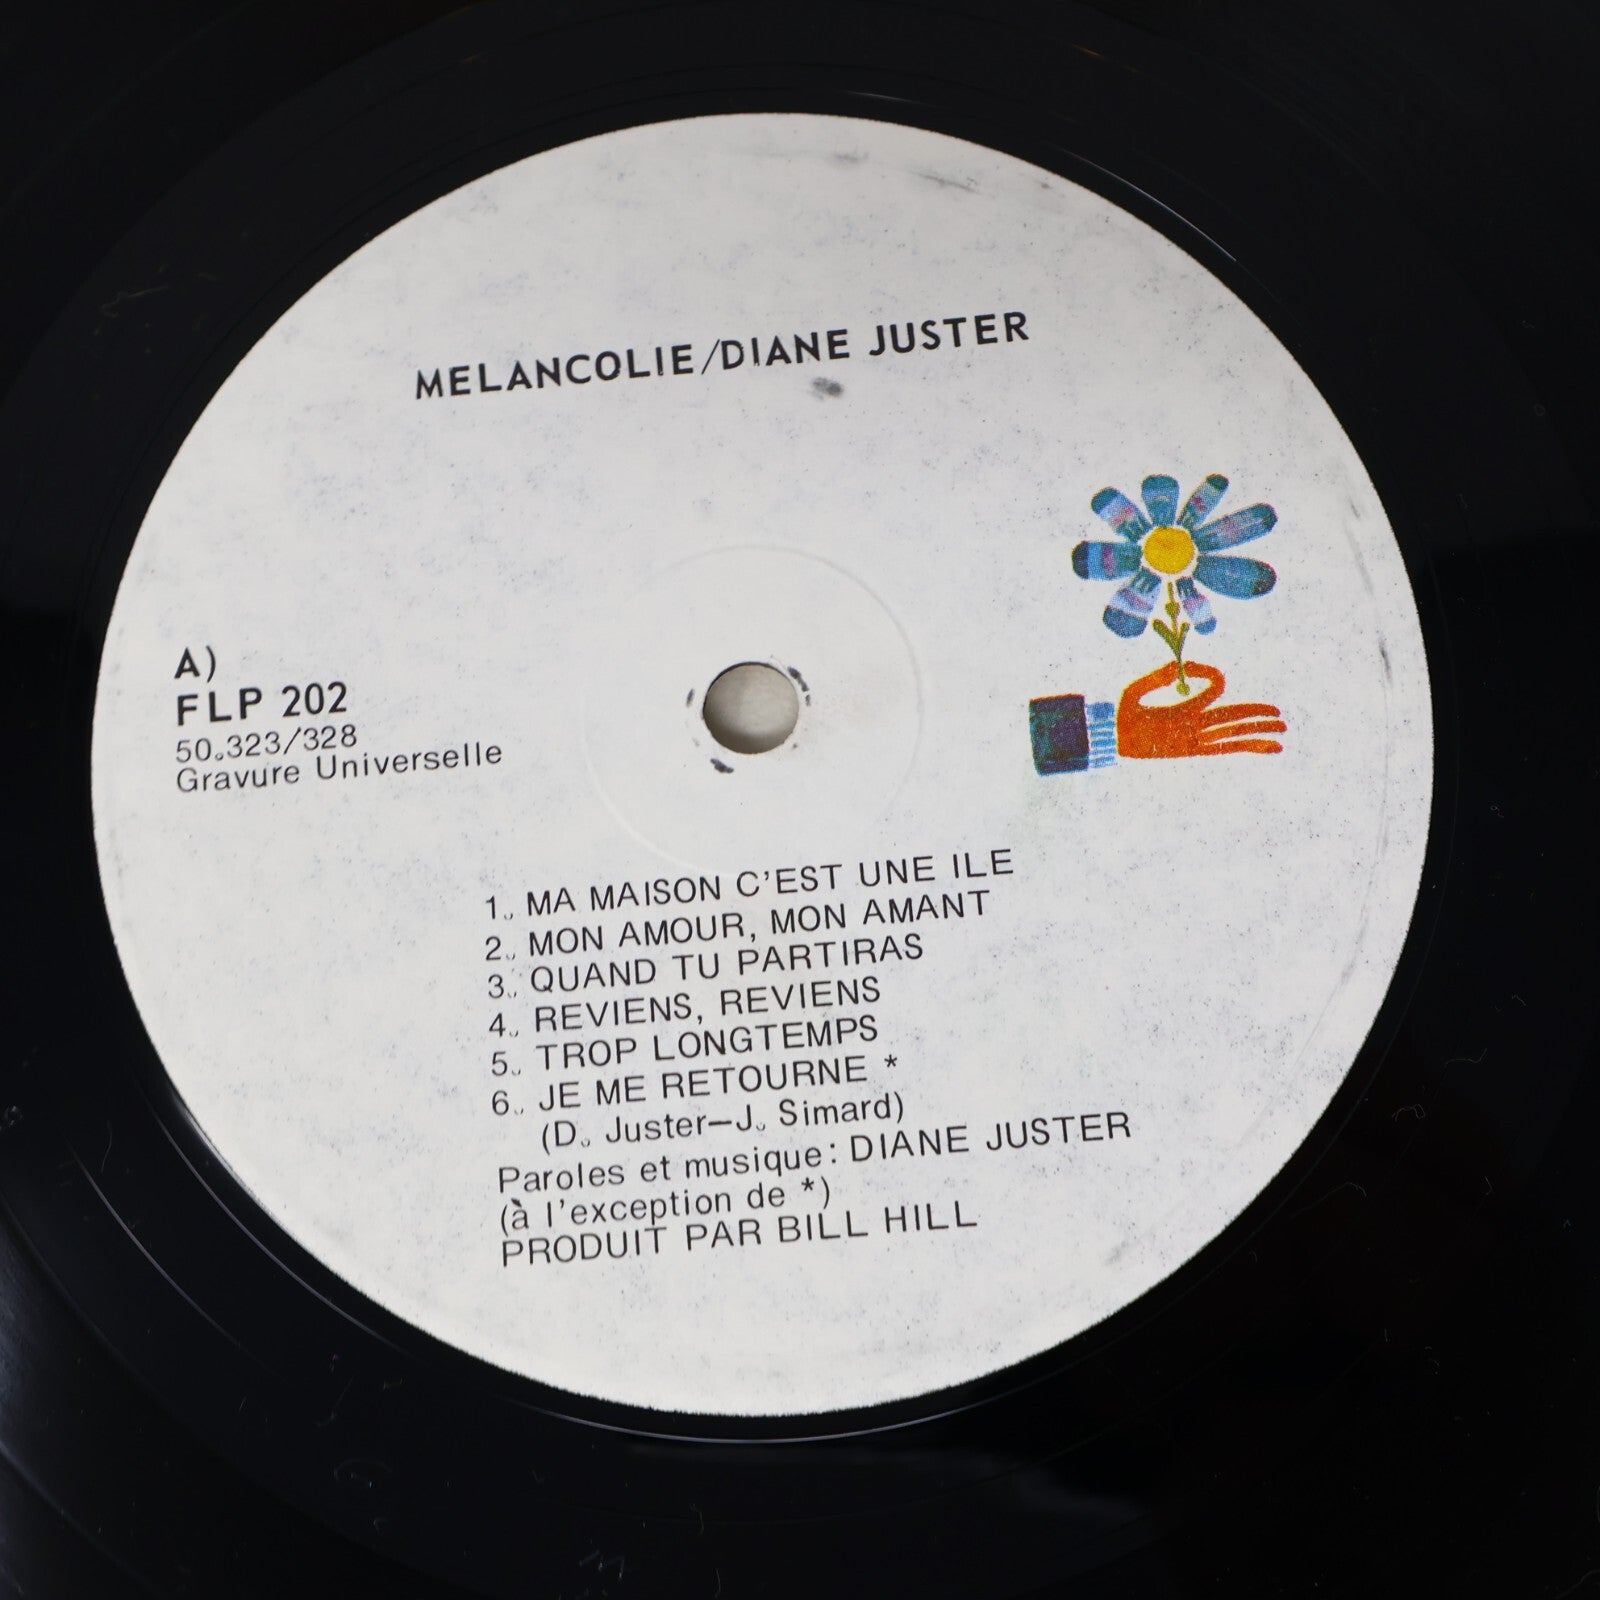 MELANCOLIE/DIANE JUSTER
A)
FLP 202
50.323/328
Gravure Universelle
1. MA MAISON C'EST UNE ILE
2. MON AMOUR, MON AMANT
3. QUAND TU PARTIRAS
4. REVIENS, REVIENS
5. TROP LONGTEMPS
6. JE ME RETOURNE *
(D. Juster–J. Simard)
Paroles et musique: DIANE JUSTER
(à l'exception de *)
PRODUIT PAR BILL HILL